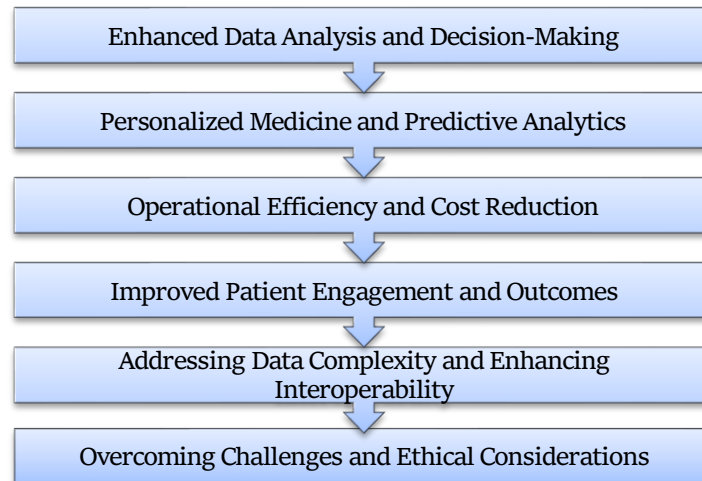 Enhanced Data Analysis and Decision-Making
Personalized Medicine and Predictive Analytics
Operational Efficiency and Cost Reduction
Improved Patient Engagement and Outcomes
Addressing Data Complexity and Enhancing
Interoperability
Overcoming Challenges and Ethical Considerations